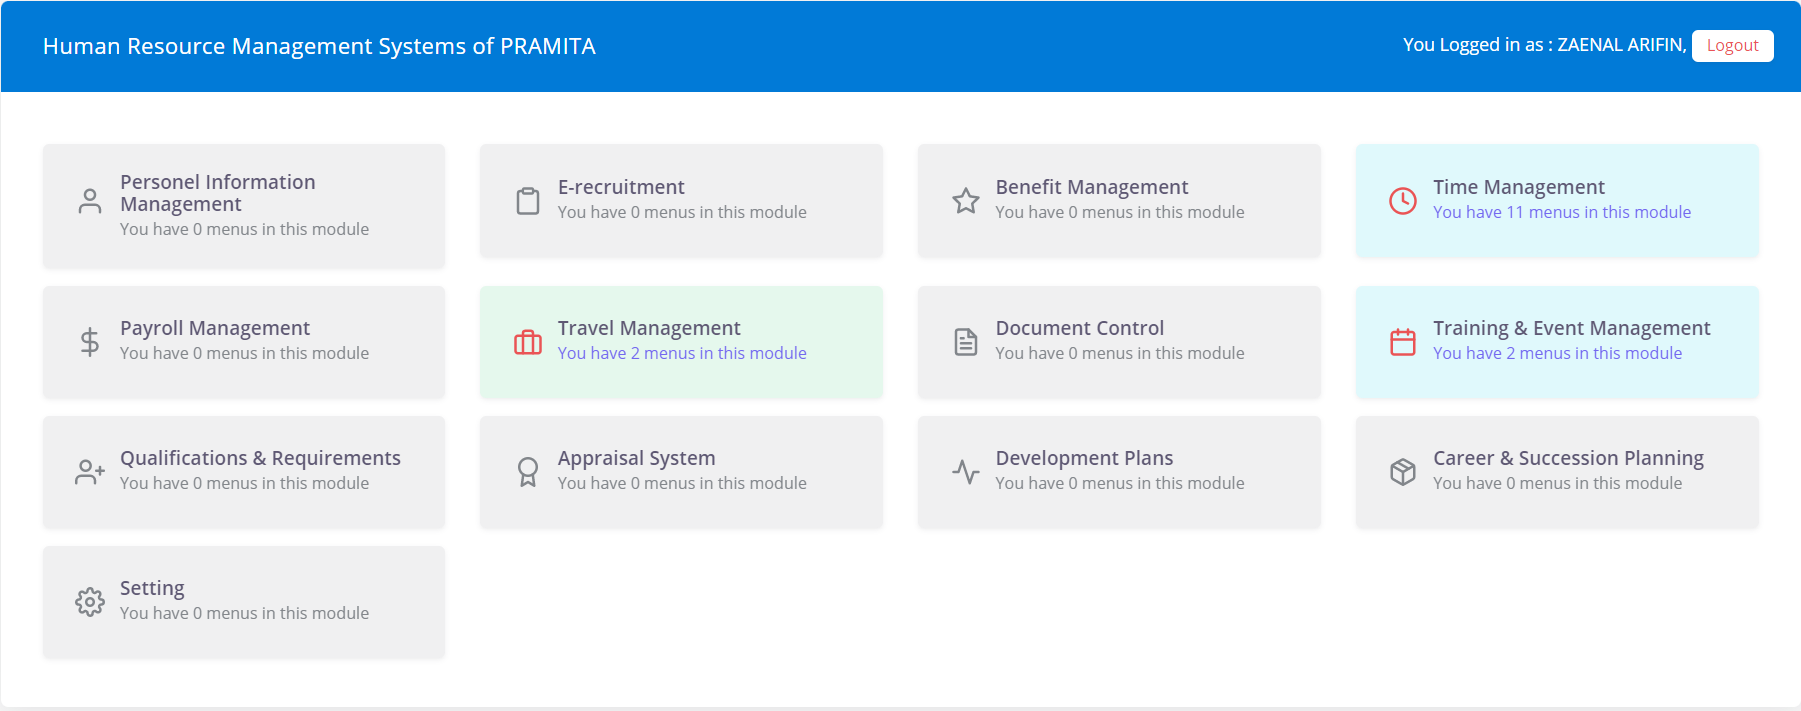 Human Resource Management Systems of PRAMITA
You Logged in as : ZAENAL ARIFIN, Logout
Personel Information
Management
You have 0 menus in this module
E-recruitment
You have 0 menus in this module
Benefit Management
You have 0 menus in this module
Time Management
You have 11 menus in this module
Payroll Management
You have 0 menus in this module
Travel Management
You have 2 menus in this module
Document Control
You have 0 menus in this module
Training & Event Management
You have 2 menus in this module
Qualifications & Requirements
You have 0 menus in this module
Appraisal System
You have 0 menus in this module
Development Plans
You have 0 menus in this module
Career & Succession Planning
You have 0 menus in this module
Setting
You have 0 menus in this module